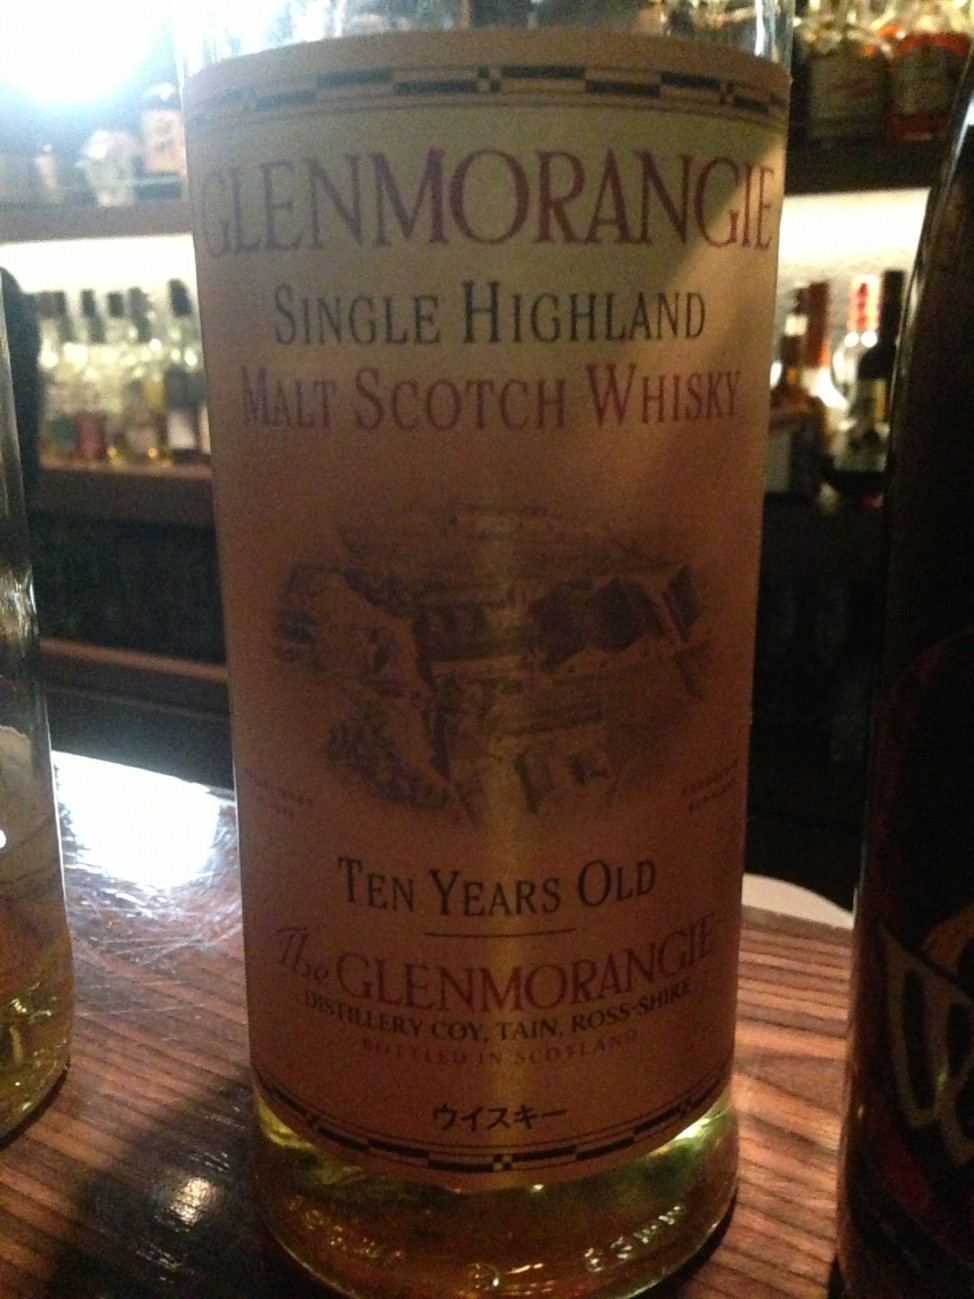 GLENMORANGIE
SINGLE HIGHLAND
MALT SCOTCH WHISKY
TEN YEARS OLD
The GLENMORANGIE
DISTILLERY COY, TAIN, ROSS-SHIRE
BOTTLED IN SCOTLAND
ウイスキー